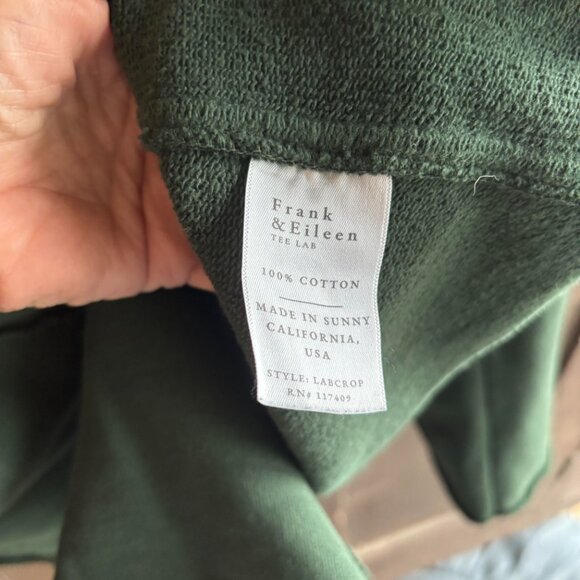 Frank
& Eileen
TEE LAB
100% COTTON
MADE IN SUNNY
CALIFORNIA,
USA
STYLE: LABCROP
RN# 117409